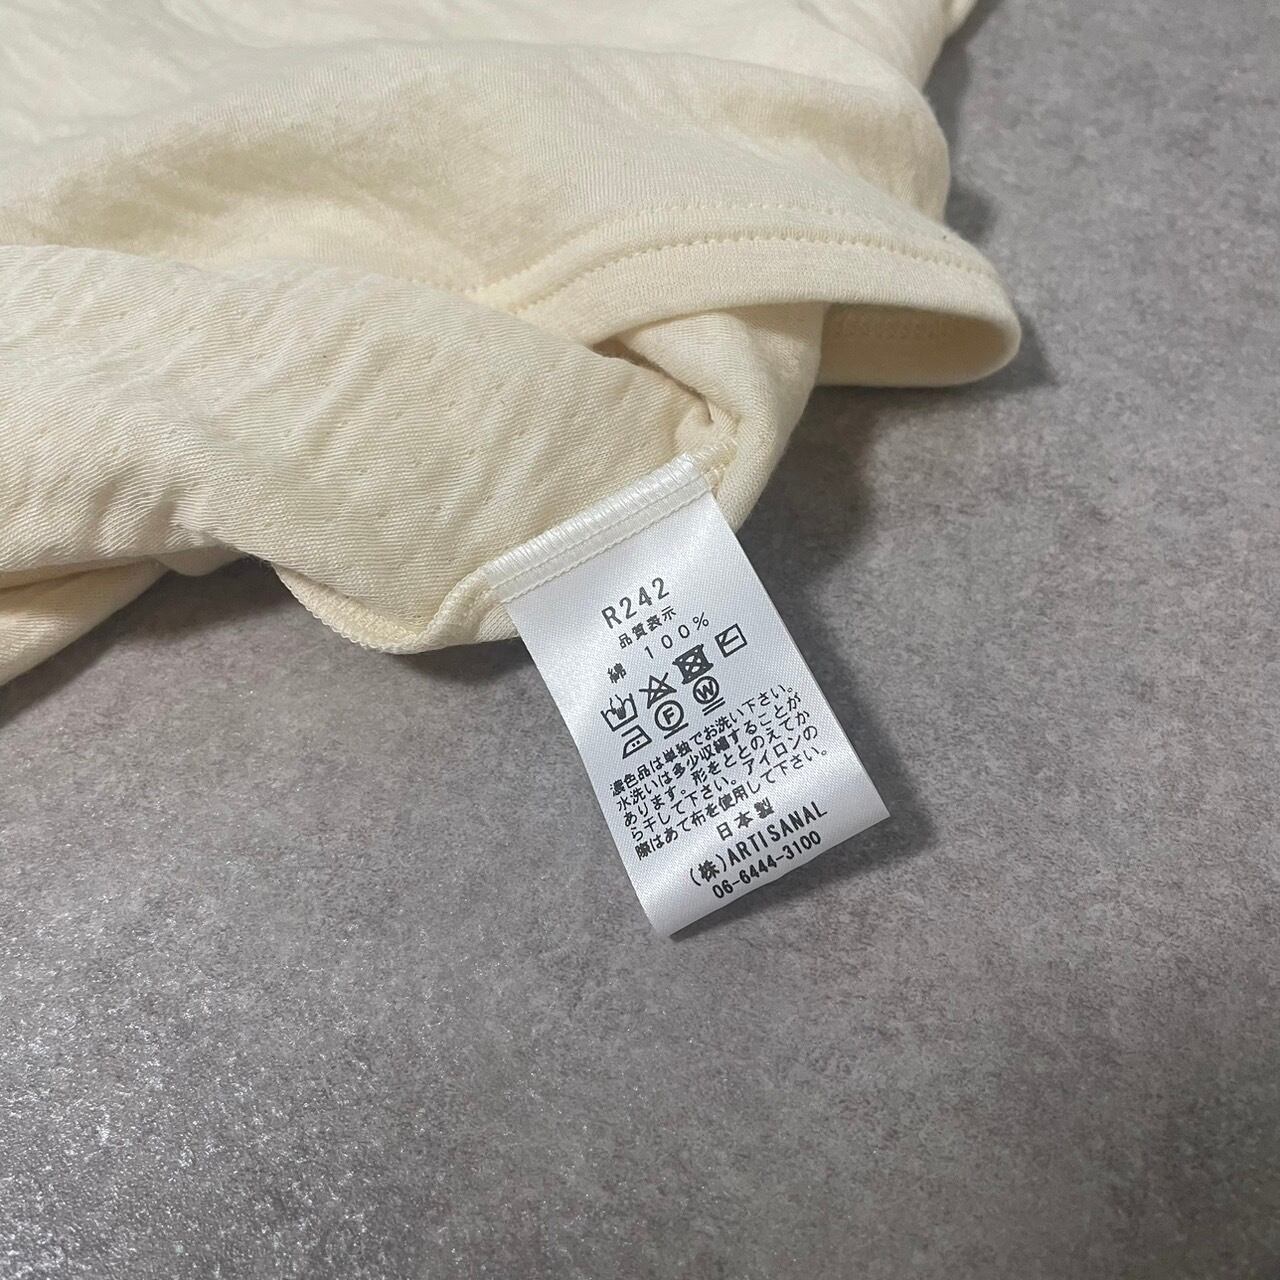 R242
品質表示
綿 100%
F W
濃色品は単独でお洗い下さい。
水洗いは多少収縮することが
あります。形をととのえてか
ら干して下さい。アイロンの
際はあて布を使用して下さい。
日本製
(株)ARTISANAL
06-6444-3100